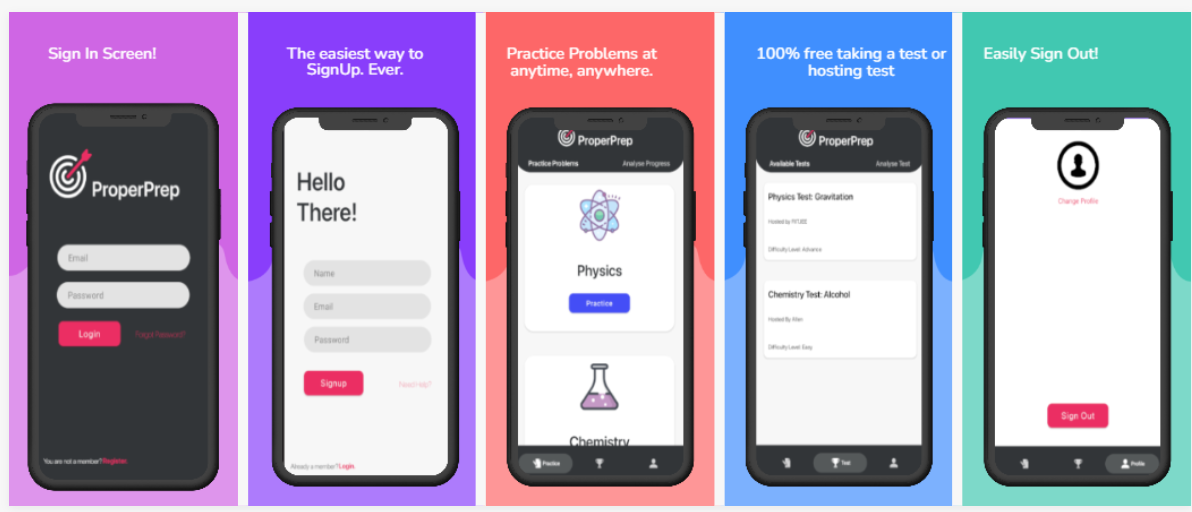 Sign In Screen!
ProperPrep
Email
Password
Login
Forgot Password?
You are not a member? Register
The easiest way to
SignUp. Ever.
Hello
There!
Name
Email
Password
Signup
Need Help?
Already a member? Login
Practice Problems at
anytime, anywhere.
ProperPrep
Practice Problems Analyse Progress
Physics
Practice
Chemistry
Practice
100% free taking a test or
hosting test
ProperPrep
Available Tests Analyse Test
Physics Test: Gravitation
Hosted by
Difficulty Level: Advance
Chemistry Test: Alcohol
Hosted By Allen
Difficulty Level: Easy
Test
Easily Sign Out!
Change Profile
Sign Out
Profile